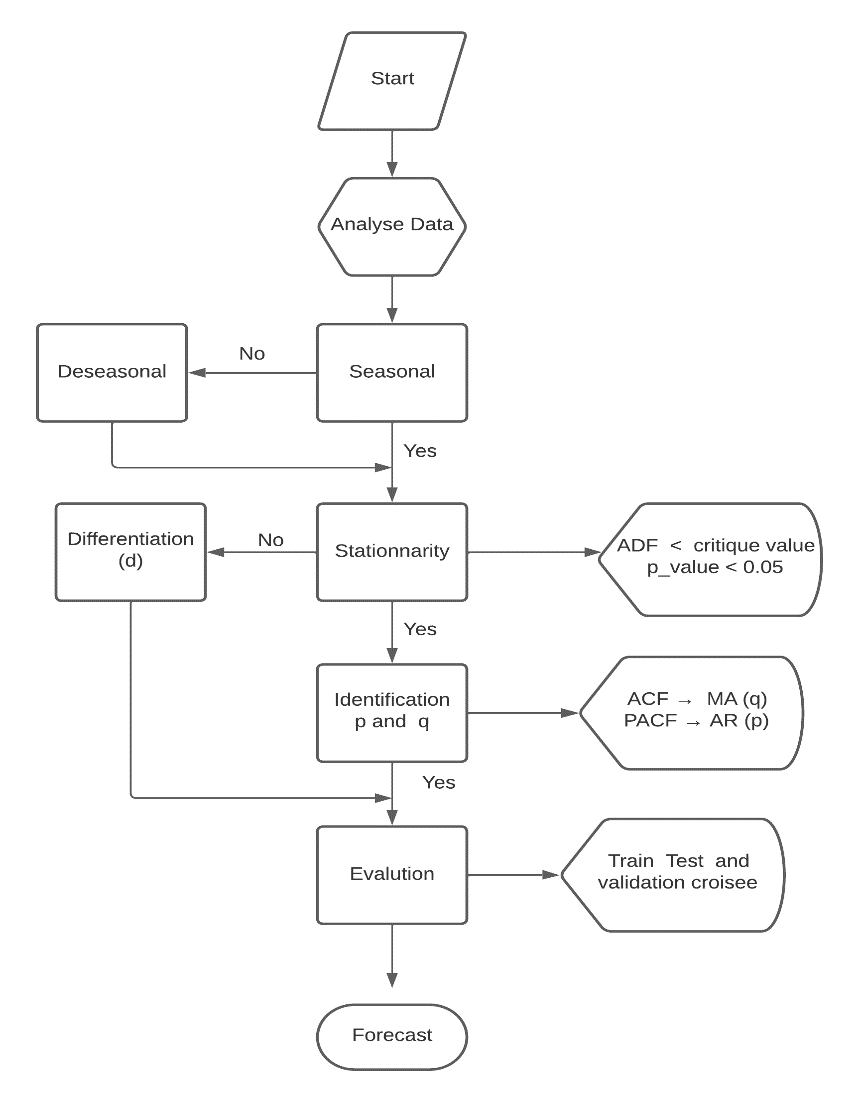 Start
Analyse Data
No
Deseasonal
Seasonal
Yes
Differentiation
(d)
No
Stationnarity
ADF < critique value
p_value < 0.05
Yes
Identification
p and q
ACF → MA (q)
PACF → AR (p)
Yes
Evalution
Train Test and
validation croisee
Forecast